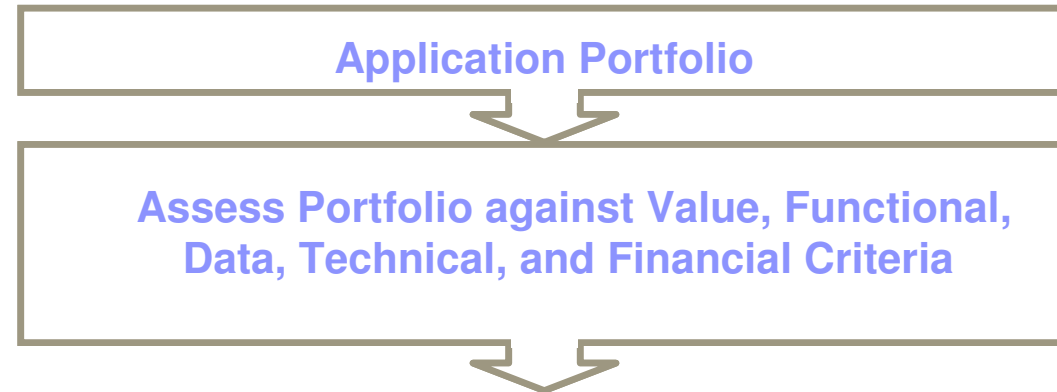 Application Portfolio
Assess Portfolio against Value, Functional,
Data, Technical, and Financial Criteria